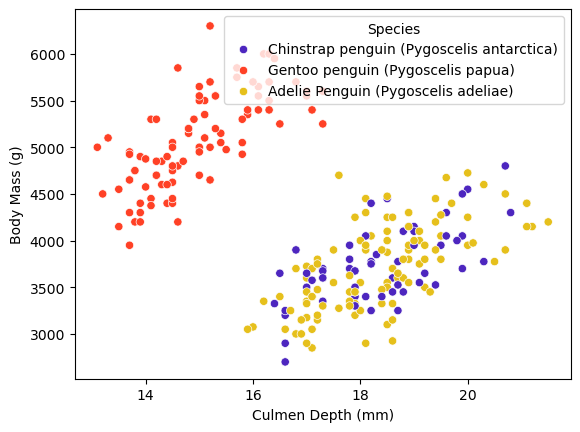 Species
Chinstrap penguin (Pygoscelis antarctica)
Gentoo penguin (Pygoscelis papua)
Adelie Penguin (Pygoscelis adeliae)
Body Mass (g)
6000
5500
5000
4500
4000
3500
3000
14 16 18 20
Culmen Depth (mm)